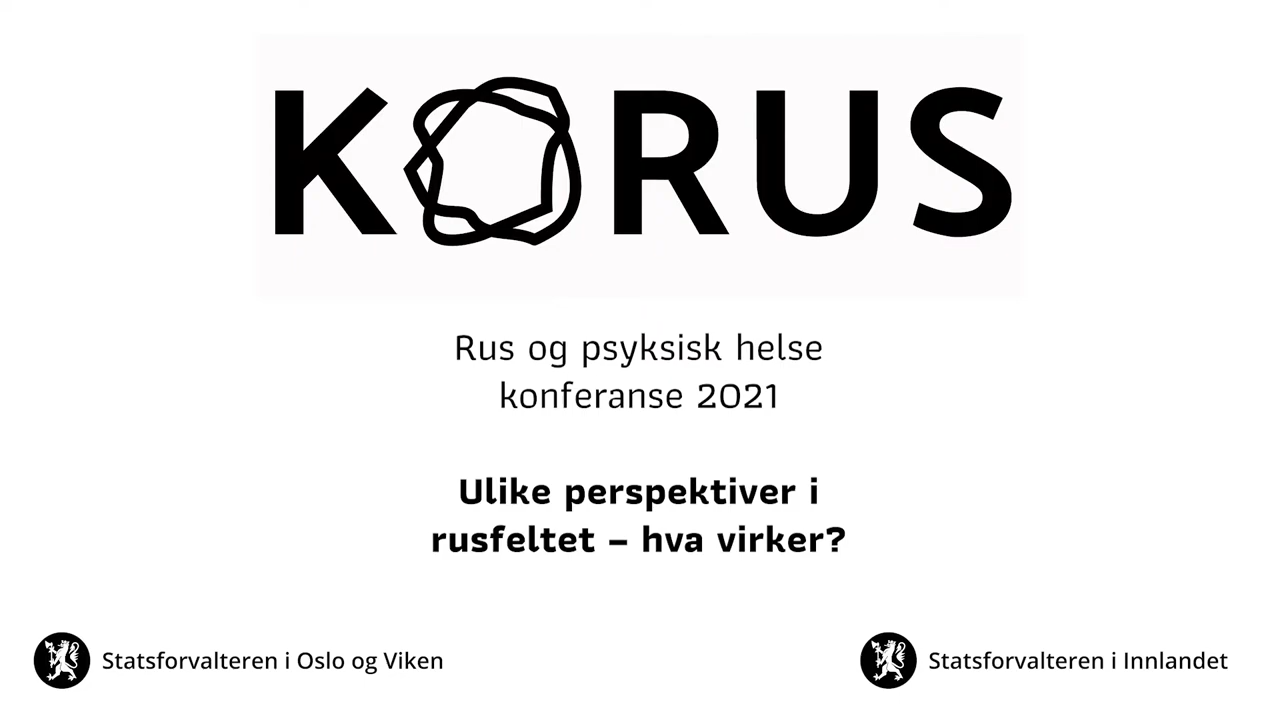 KORUS
Rus og psyksisk helse
konferanse 2021
Ulike perspektiver i
rusfeltet – hva virker?
Statsforvalteren i Oslo og Viken
Statsforvalteren i Innlandet